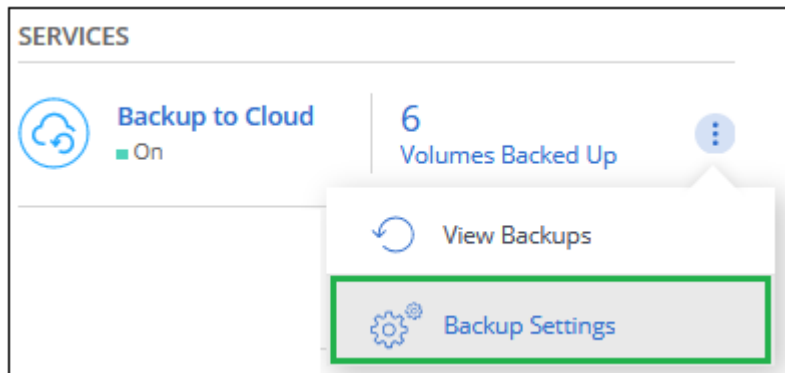 SERVICES
Backup to Cloud
On
6
Volumes Backed Up
View Backups
Backup Settings